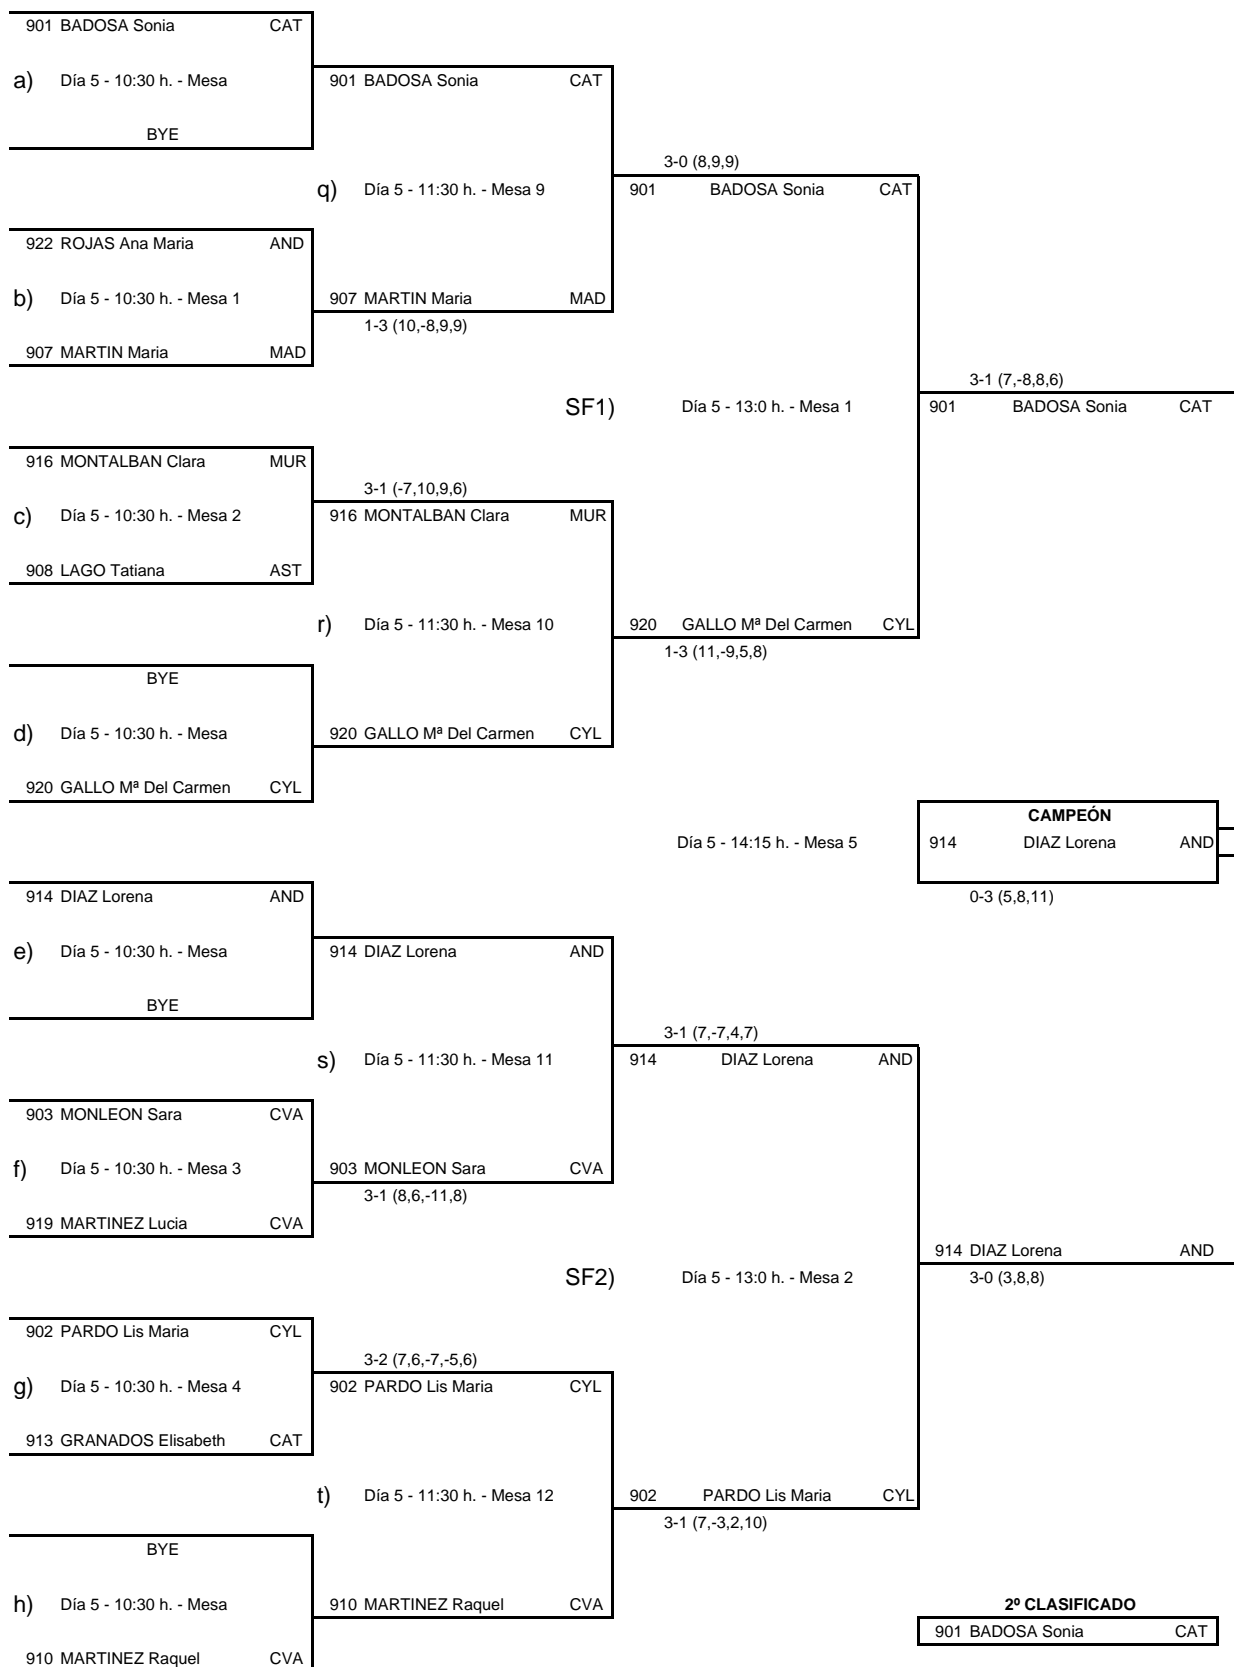 901 BADOSA Sonia CAT
a) Día 5 - 10:30 h. - Mesa
901 BADOSA Sonia CAT
BYE
3-0 (8,9,9)
q) Día 5 - 11:30 h. - Mesa 9
901 BADOSA Sonia CAT
922 ROJAS Ana Maria AND
b) Día 5 - 10:30 h. - Mesa 1
907 MARTIN Maria MAD
1-3 (10,-8,9,9)
907 MARTIN Maria MAD
3-1 (7,-8,8,6)
SF1) Día 5 - 13:0 h. - Mesa 1
901 BADOSA Sonia CAT
916 MONTALBAN Clara MUR
3-1 (-7,10,9,6)
c) Día 5 - 10:30 h. - Mesa 2
916 MONTALBAN Clara MUR
908 LAGO Tatiana AST
r) Día 5 - 11:30 h. - Mesa 10
920 GALLO Mª Del Carmen CYL
1-3 (11,-9,5,8)
BYE
d) Día 5 - 10:30 h. - Mesa
920 GALLO Mª Del Carmen CYL
920 GALLO Mª Del Carmen CYL
CAMPEÓN
Día 5 - 14:15 h. - Mesa 5
914 DIAZ Lorena AND
0-3 (5,8,11)
914 DIAZ Lorena AND
e) Día 5 - 10:30 h. - Mesa
914 DIAZ Lorena AND
BYE
3-1 (7,-7,4,7)
s) Día 5 - 11:30 h. - Mesa 11
914 DIAZ Lorena AND
903 MONLEON Sara CVA
f) Día 5 - 10:30 h. - Mesa 3
903 MONLEON Sara CVA
3-1 (8,6,-11,8)
919 MARTINEZ Lucia CVA
914 DIAZ Lorena AND
SF2) Día 5 - 13:0 h. - Mesa 2
3-0 (3,8,8)
902 PARDO Lis Maria CYL
3-2 (7,6,-7,-5,6)
g) Día 5 - 10:30 h. - Mesa 4
902 PARDO Lis Maria CYL
913 GRANADOS Elisabeth CAT
t) Día 5 - 11:30 h. - Mesa 12
902 PARDO Lis Maria CYL
3-1 (7,-3,2,10)
BYE
h) Día 5 - 10:30 h. - Mesa
910 MARTINEZ Raquel CVA
2º CLASIFICADO
901 BADOSA Sonia CAT
910 MARTINEZ Raquel CVA